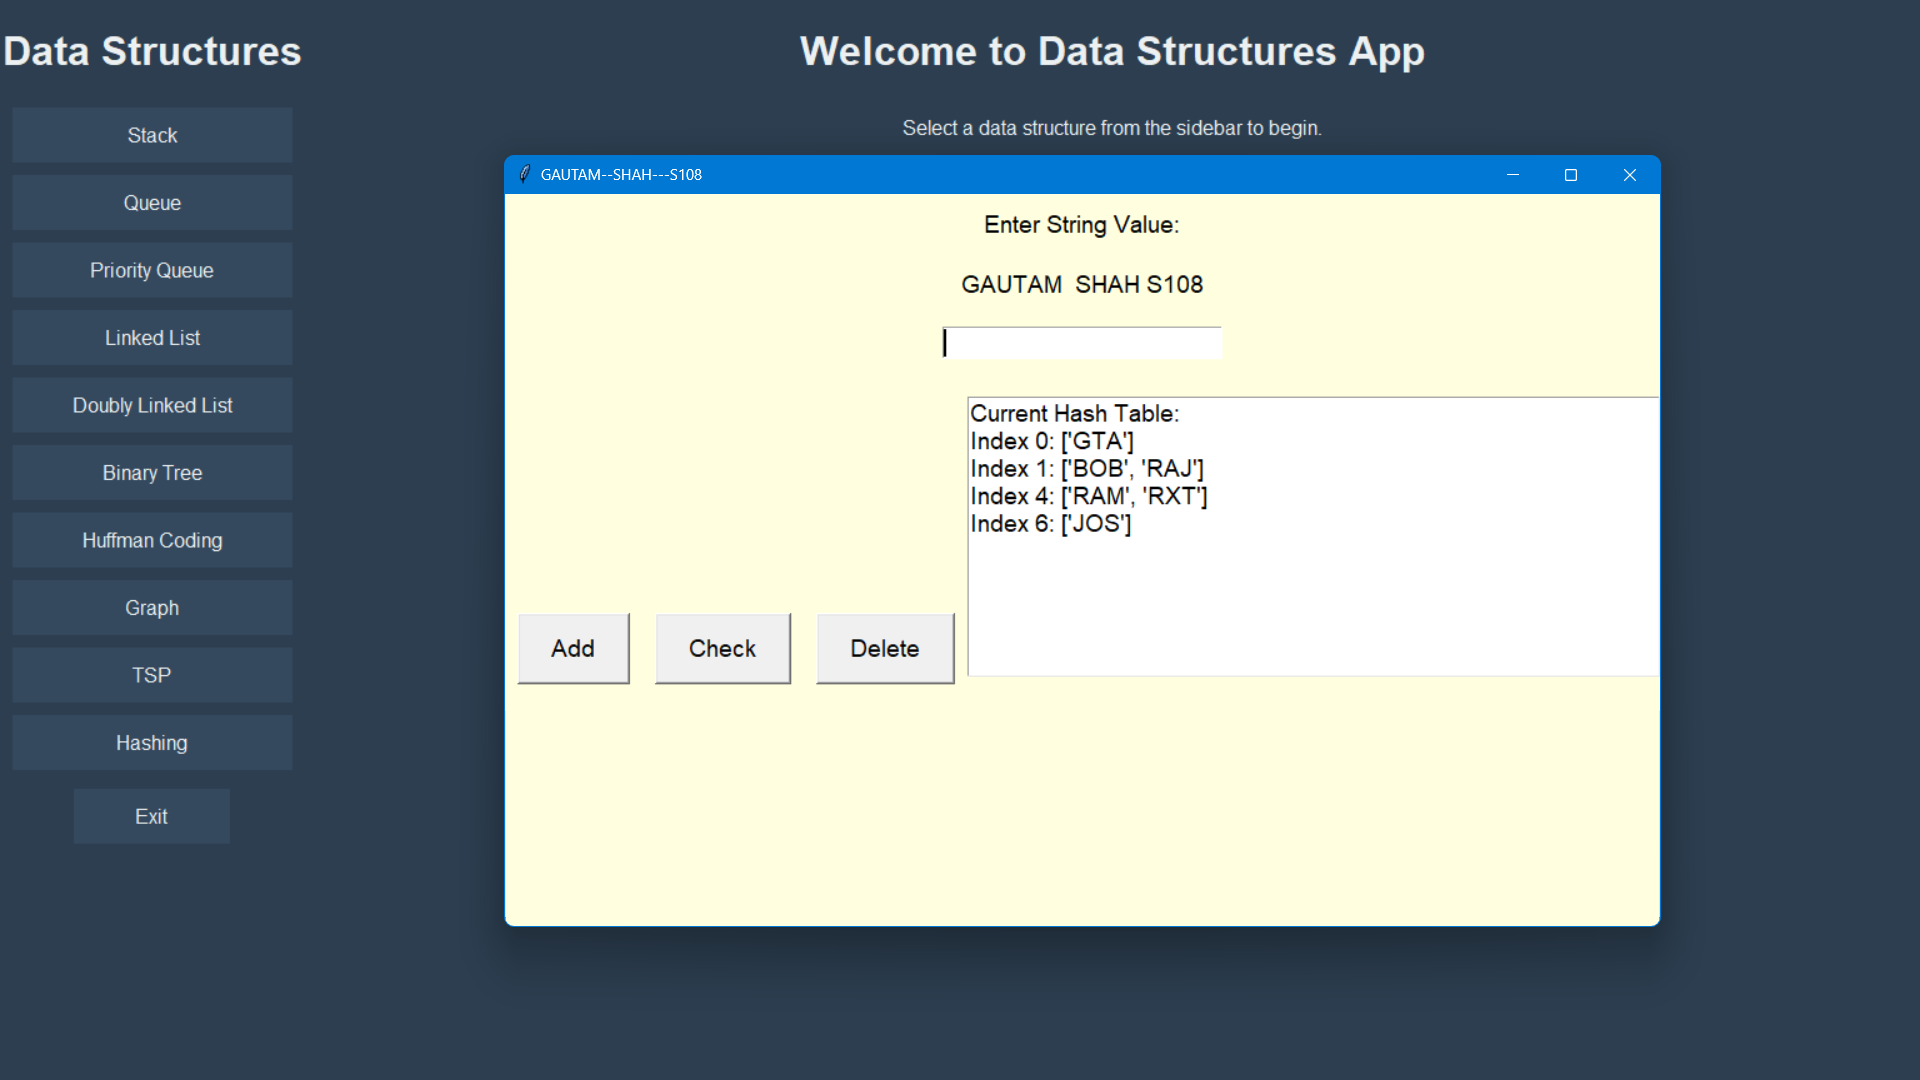 Data Structures
Stack
Queue
Priority Queue
Linked List
Doubly Linked List
Binary Tree
Huffman Coding
Graph
TSP
Hashing
Exit
Welcome to Data Structures App
Select a data structure from the sidebar to begin.
GAUTAM--SHAH---S108
Enter String Value:
GAUTAM  SHAH S108
Current Hash Table:
Index 0: ['GTA']
Index 1: ['BOB', 'RAJ']
Index 4: ['RAM', 'RXT']
Index 6: ['JOS']
Add
Check
Delete